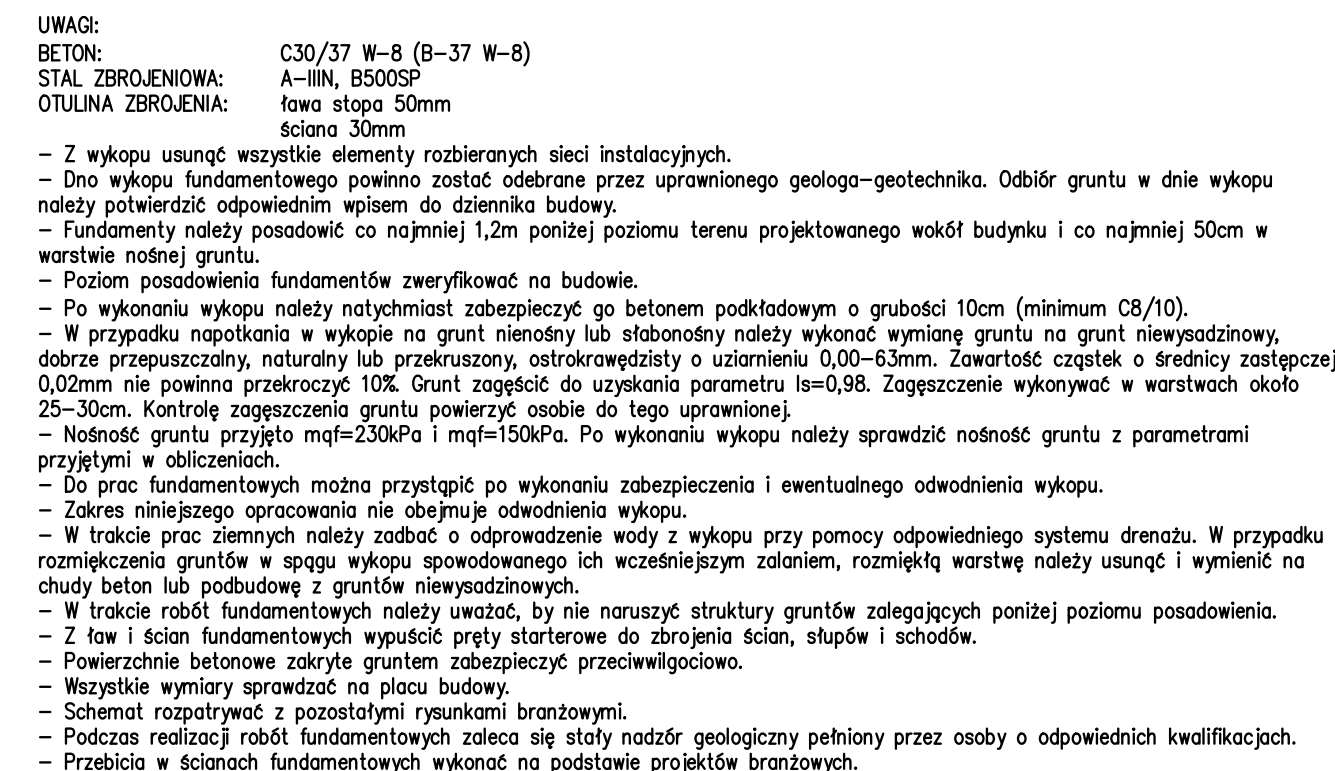 UWAGI:
BETON: C30/37 W-8 (B-37 W-8)
STAL ZBROJENIOWA: A-IIIN, B500SP
OTULINA ZBROJENIA: ława stopa 50mm
ściana 30mm
- Z wykopu usunąć wszystkie elementy rozbieranych sieci instalacyjnych.
- Dno wykopu fundamentowego powinno zostać odebrane przez uprawnionego geologa-geotechnika. Odbiór gruntu w dnie wykopu
należy potwierdzić odpowiednim wpisem do dziennika budowy.
- Fundamenty należy posadowić co najmniej 1,2m poniżej poziomu terenu projektowanego wokół budynku i co najmniej 50cm w
warstwie nośnej gruntu.
- Poziom posadowienia fundamentów zweryfikować na budowie.
- Po wykonaniu wykopu należy natychmiast zabezpieczyć go betonem podkładowym o grubości 10cm (minimum C8/10).
- W przypadku napotkania w wykopie na grunt nienośny lub słabonośny należy wykonać wymianę gruntu na grunt niewysadzinowy,
dobrze przepuszczalny, naturalny lub przekruszony, ostrokrawędzisty o uziarnieniu 0,00-63mm. Zawartość cząstek o średnicy zastępczej
0,02mm nie powinna przekroczyć 10%. Grunt zagęścić do uzyskania parametru Is=0,98. Zagęszczenie wykonywać w warstwach około
25-30cm. Kontrolę zagęszczenia gruntu powierzyć osobie do tego uprawnionej.
- Nośność gruntu przyjęto mqf=230kPa i mqf=150kPa. Po wykonaniu wykopu należy sprawdzić nośność gruntu z parametrami
przyjętymi w obliczeniach.
- Do prac fundamentowych można przystąpić po wykonaniu zabezpieczenia i ewentualnego odwodnienia wykopu.
- Zakres niniejszego opracowania nie obejmuje odwodnienia wykopu.
- W trakcie prac ziemnych należy zadbać o odprowadzenie wody z wykopu przy pomocy odpowiedniego systemu drenażu. W przypadku
rozmiękczenia gruntów w spągu wykopu spowodowanego ich wcześniejszym zalaniem, rozmiękłą warstwę należy usunąć i wymienić na
chudy beton lub podbudowę z gruntów niewysadzinowych.
- W trakcie robót fundamentowych należy uważać, by nie naruszyć struktury gruntów zalegających poniżej poziomu posadowienia.
- Z ław i ścian fundamentowych wypuścić pręty starterowe do zbrojenia ścian, słupów i schodów.
- Powierzchnie betonowe zakryte gruntem zabezpieczyć przeciwwilgociowo.
- Wszystkie wymiary sprawdzać na placu budowy.
- Schemat rozpatrywać z pozostałymi rysunkami branżowymi.
- Podczas realizacji robót fundamentowych zaleca się stały nadzór geologiczny pełniony przez osoby o odpowiednich kwalifikacjach.
- Przebicia w ścianach fundamentowych wykonać na podstawie projektów branżowych.